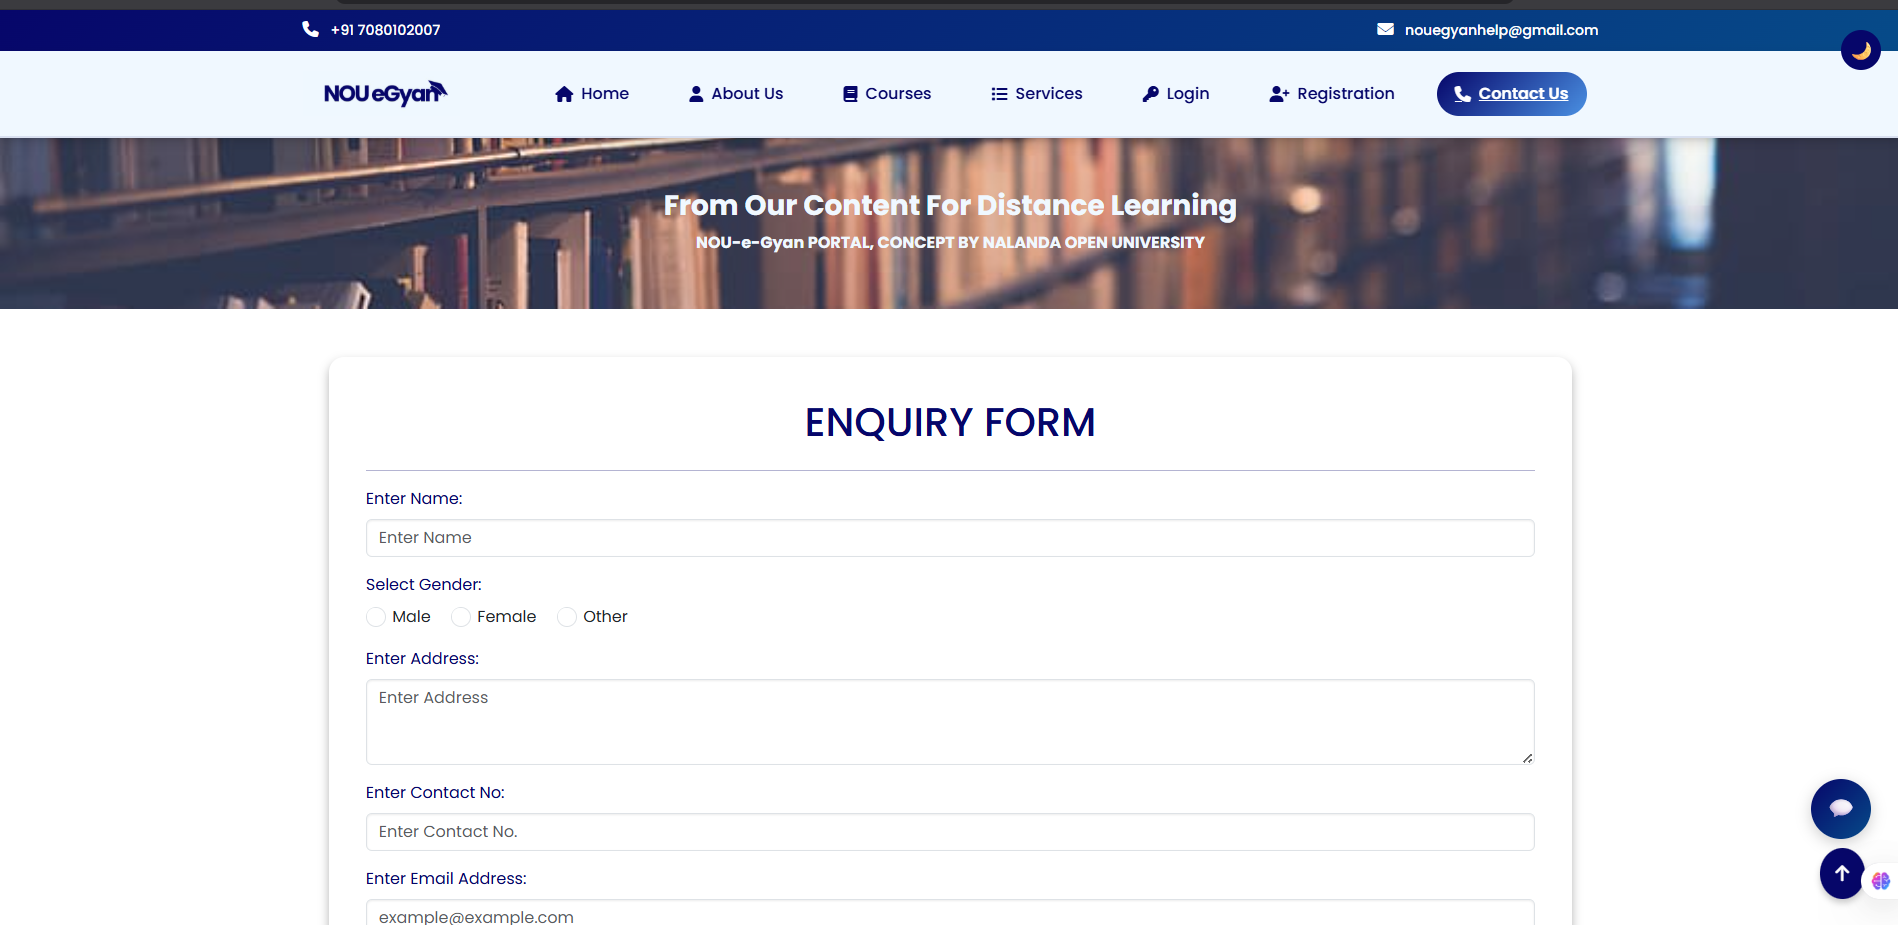 +91 7080102007
nouegyanhelp@gmail.com
NOU eGyan
Home
About Us
Courses
Services
Login
Registration
Contact Us
From Our Content For Distance Learning
NOU-e-Gyan PORTAL, CONCEPT BY NALANDA OPEN UNIVERSITY
ENQUIRY FORM
Enter Name:
Enter Name
Select Gender:
Male Female Other
Enter Address:
Enter Address
Enter Contact No:
Enter Contact No.
Enter Email Address:
example@example.com